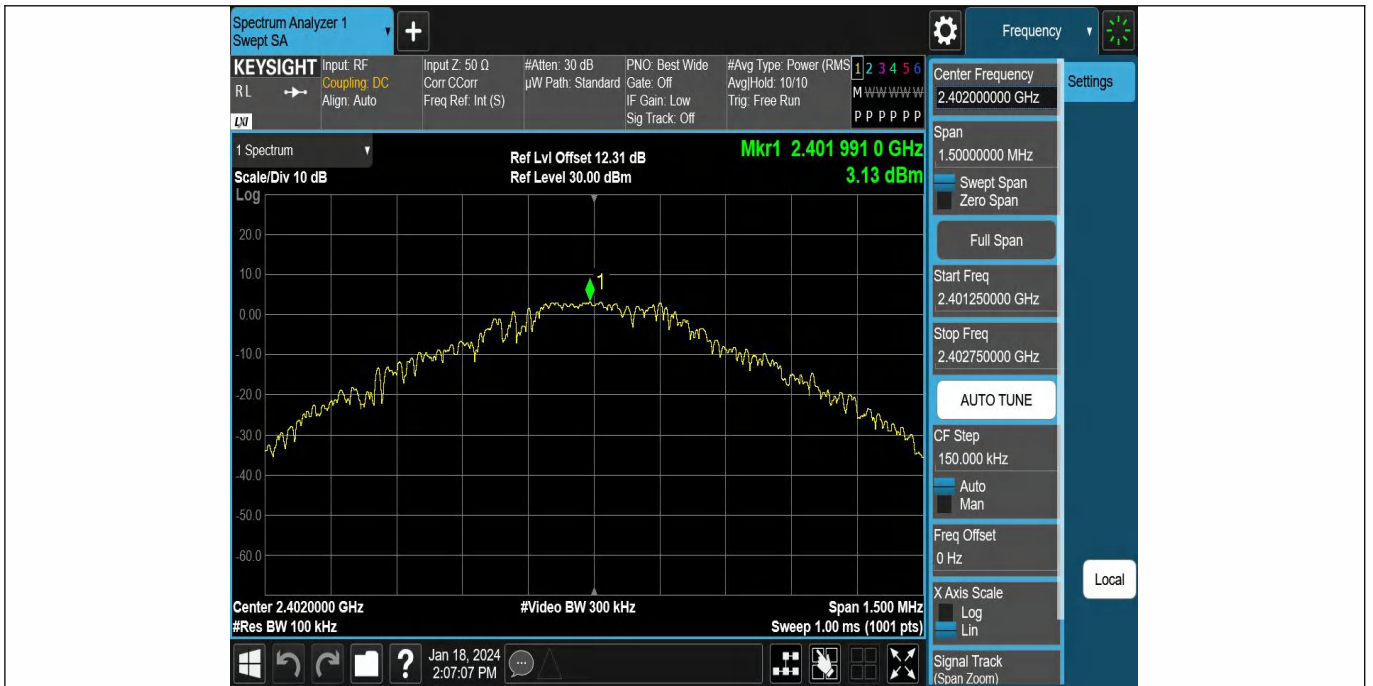 Spectrum Analyzer 1
Swept SA
Frequency
KEYSIGHT
RL
LXI
Input: RF
Coupling: DC
Align: Auto
Input Z: 50 Ω
Corr CCorr
Freq Ref: Int (S)
#Atten: 30 dB
µW Path: Standard
PNO: Best Wide
Gate: Off
IF Gain: Low
Sig Track: Off
#Avg Type: Power (RMS
Avg|Hold: 10/10
Trig: Free Run
1 2 3 4 5 6
M W W W W W
P P P P P P
1 Spectrum
Scale/Div 10 dB
Ref Lvl Offset 12.31 dB
Ref Level 30.00 dBm
Mkr1 2.401 991 0 GHz
3.13 dBm
Log
20.0
10.0
0.00
-10.0
-20.0
-30.0
-40.0
-50.0
-60.0
1
Center 2.4020000 GHz
#Res BW 100 kHz
#Video BW 300 kHz
Span 1.500 MHz
Sweep 1.00 ms (1001 pts)
Center Frequency
2.402000000 GHz
Settings
Span
1.50000000 MHz
Swept Span
Zero Span
Full Span
Start Freq
2.401250000 GHz
Stop Freq
2.402750000 GHz
AUTO TUNE
CF Step
150.000 kHz
Auto
Man
Freq Offset
0 Hz
X Axis Scale
Log
Lin
Signal Track
(Span Zoom)
Local
Jan 18, 2024
2:07:07 PM